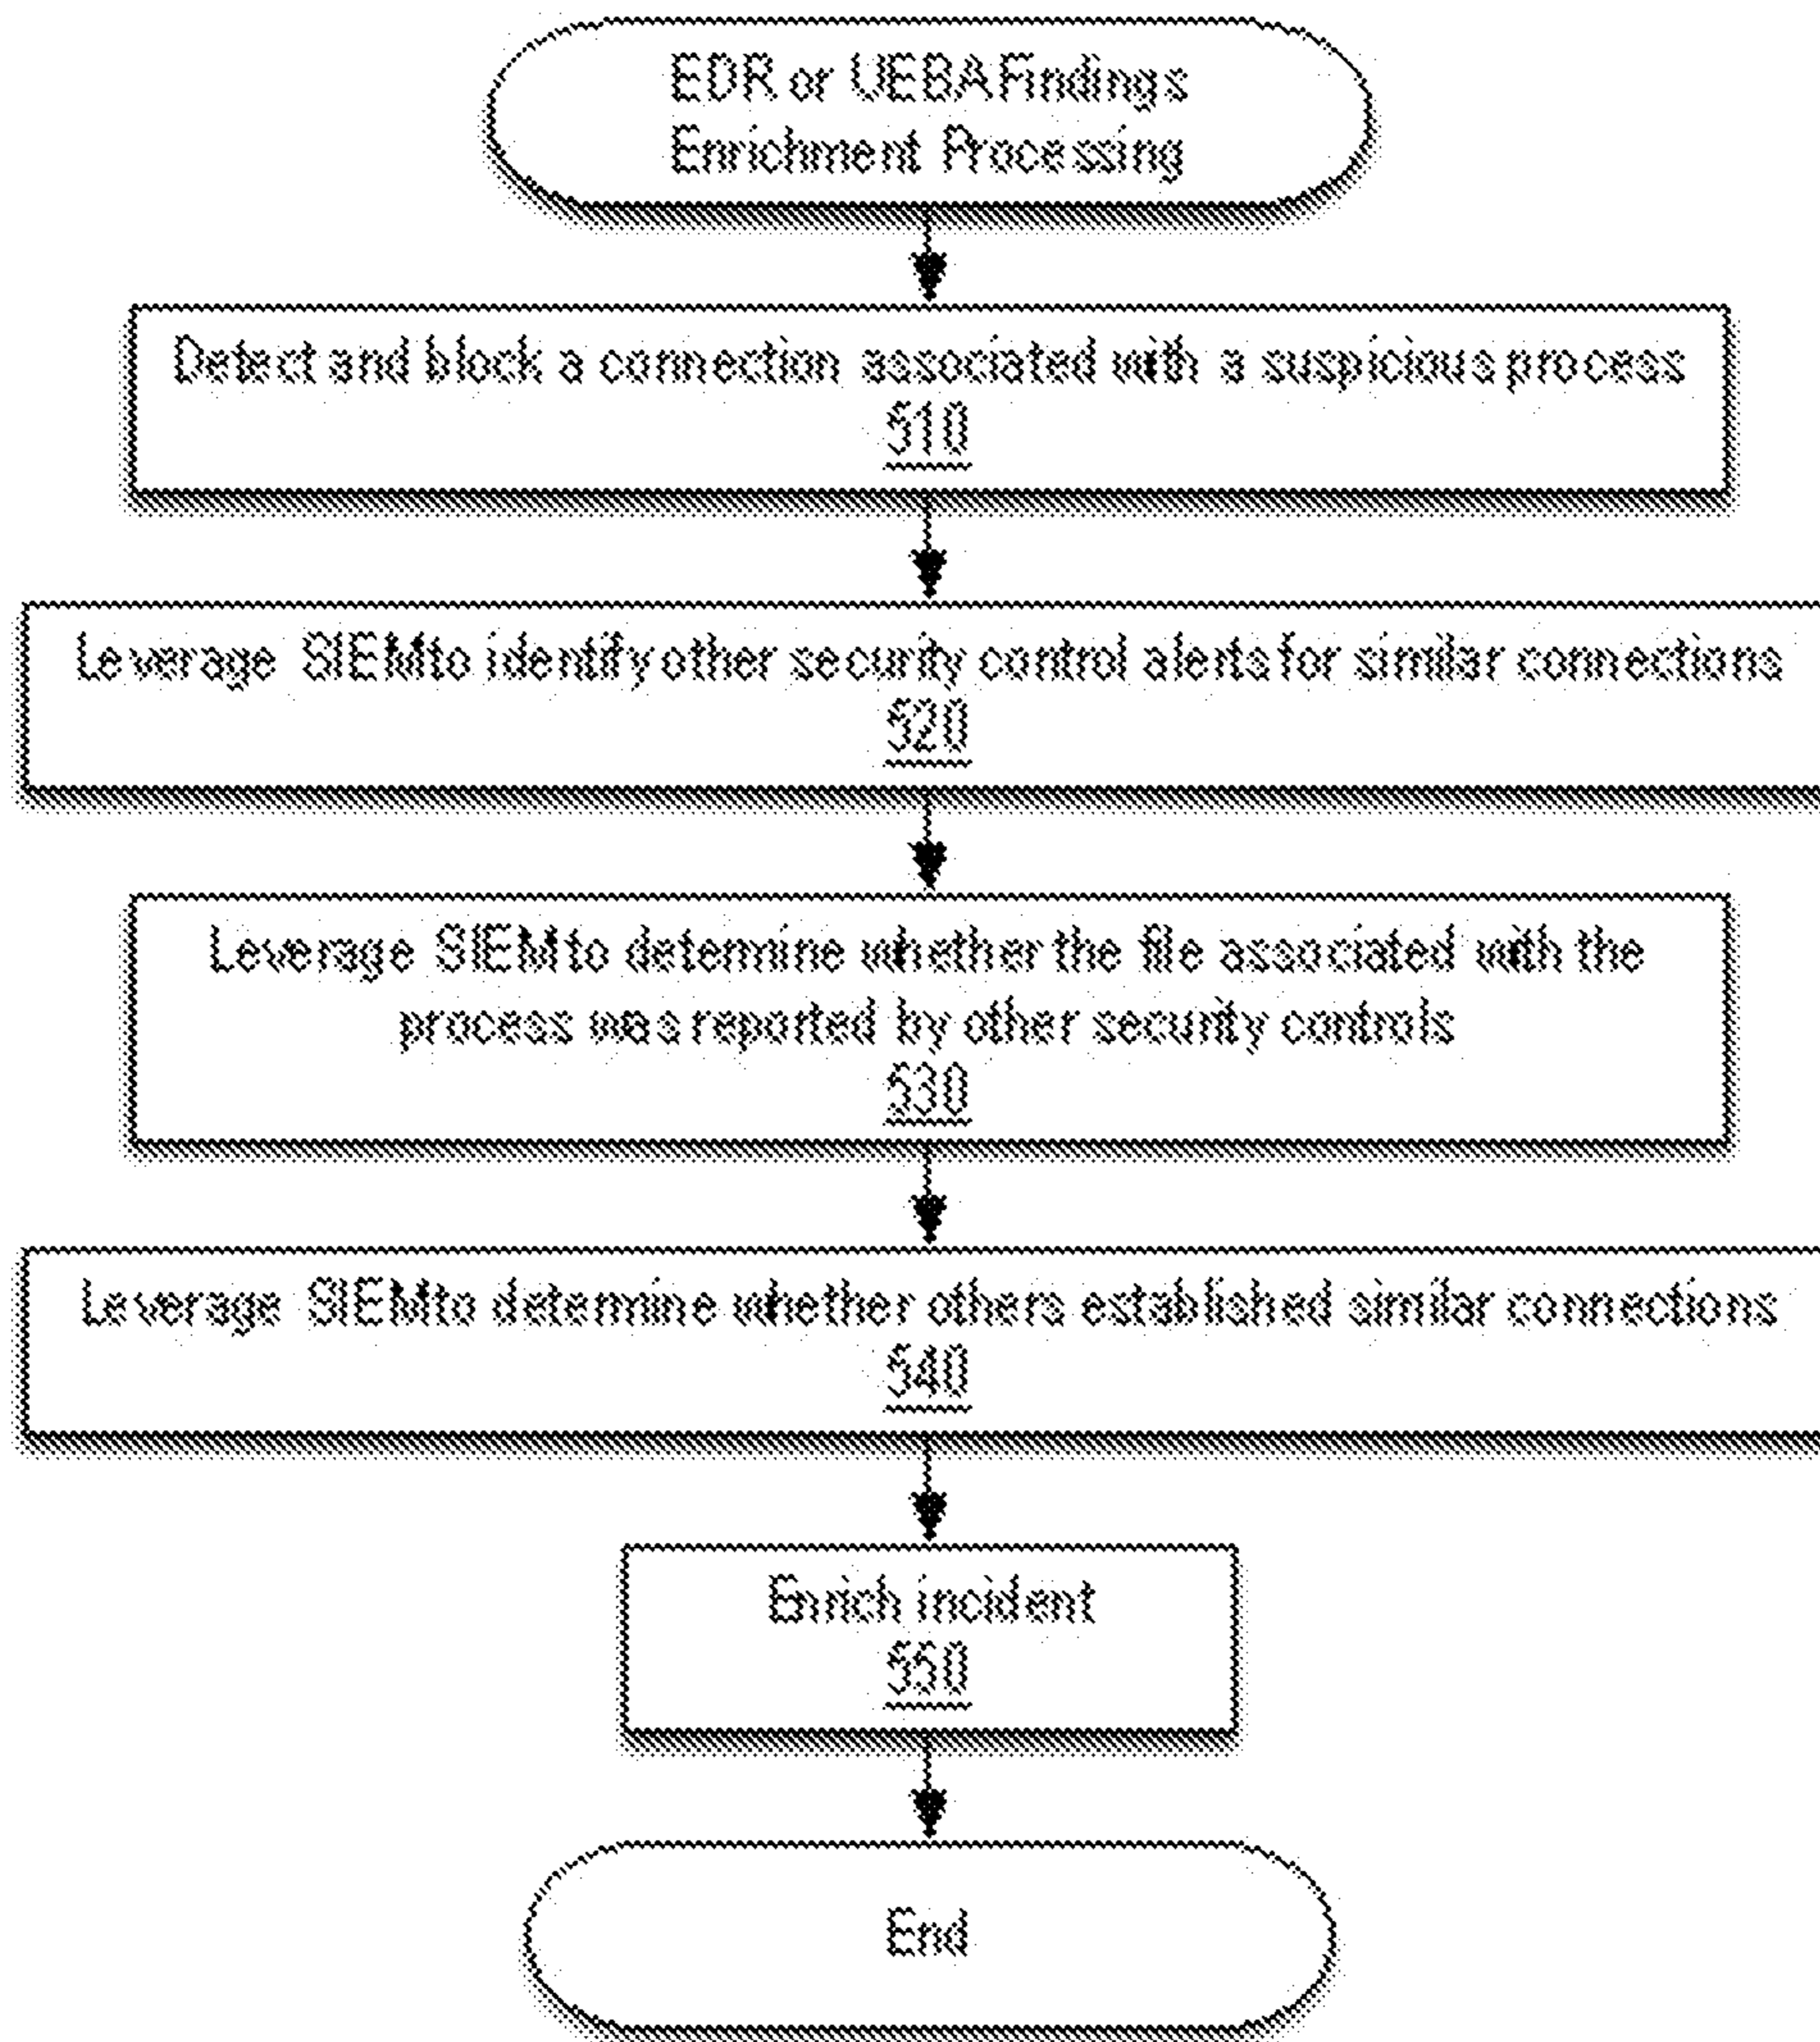 EDR or UEBA Findings
Enrichment Processing
Detect and block a connection associated with a suspicious process
510
Leverage SIEM to identify other security control alerts for similar connections
520
Leverage SIEM to determine whether the file associated with the
process was reported by other security controls
530
Leverage SIEM to determine whether others established similar connections
540
Enrich incident
550
End